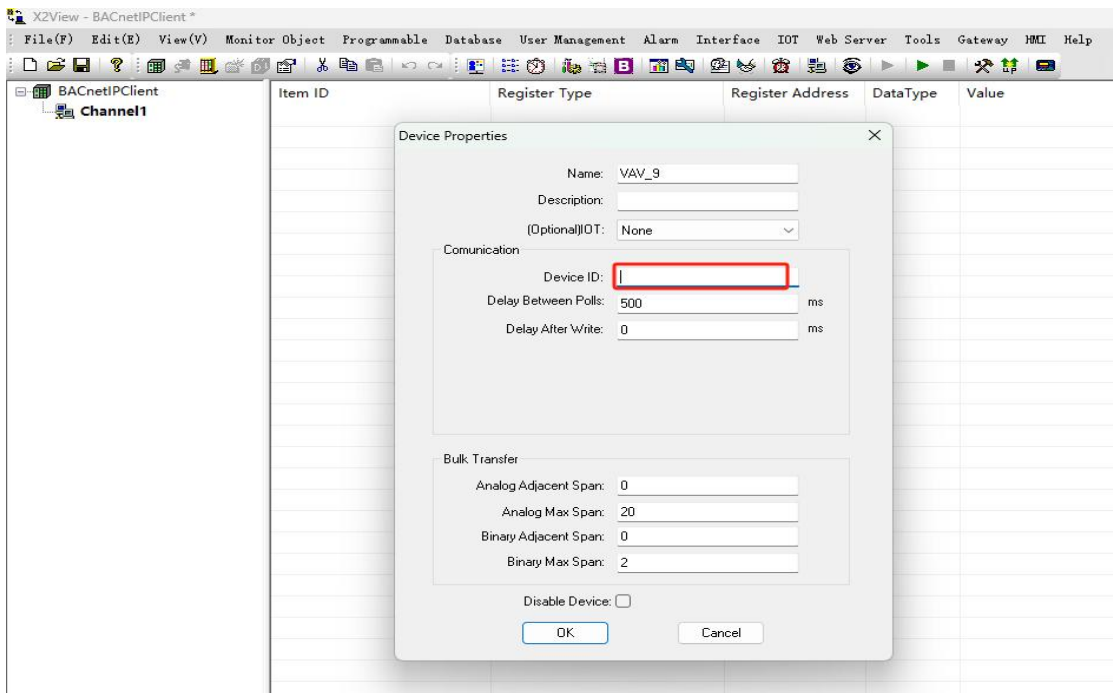 X2View - BACnetIPClient *
File(F) Edit(E) View(V) Monitor Object Programmable Database User Management Alarm Interface IOT Web Server Tools Gateway HMI Help
BACnetIPClient
Channel1
Item ID Register Type Register Address DataType Value
Device Properties
Name: VAV_9
Description:
(Optional)IOT: None
Comunication
Device ID:
Delay Between Polls: 500 ms
Delay After Write: 0 ms
Bulk Transfer
Analog Adjacent Span: 0
Analog Max Span: 20
Binary Adjacent Span: 0
Binary Max Span: 2
Disable Device:
OK Cancel